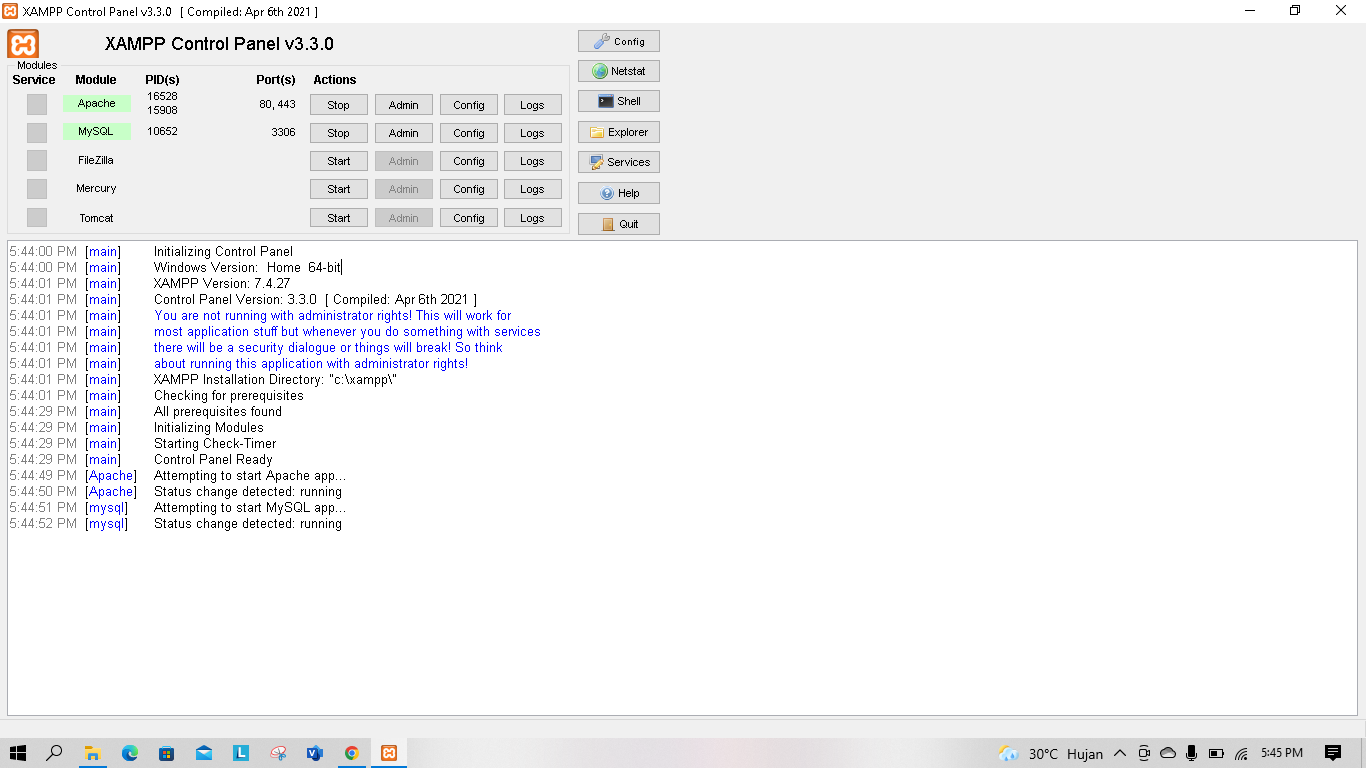 XAMPP Control Panel v3.3.0 [ Compiled: Apr 6th 2021 ]
XAMPP Control Panel v3.3.0
Config
Modules
Service Module PID(s) Port(s) Actions
Netstat
Apache 16528 15908 80, 443 Stop Admin Config Logs
Shell
MySQL 10652 3306 Stop Admin Config Logs
Explorer
FileZilla Start Admin Config Logs
Services
Mercury Start Admin Config Logs
Help
Tomcat Start Admin Config Logs
Quit
5:44:00 PM [main] Initializing Control Panel
5:44:00 PM [main] Windows Version: Home 64-bit
5:44:01 PM [main] XAMPP Version: 7.4.27
5:44:01 PM [main] Control Panel Version: 3.3.0 [ Compiled: Apr 6th 2021 ]
5:44:01 PM [main] You are not running with administrator rights! This will work for
5:44:01 PM [main] most application stuff but whenever you do something with services
5:44:01 PM [main] there will be a security dialogue or things will break! So think
5:44:01 PM [main] about running this application with administrator rights!
5:44:01 PM [main] XAMPP Installation Directory: "c:\xampp\"
5:44:01 PM [main] Checking for prerequisites
5:44:29 PM [main] All prerequisites found
5:44:29 PM [main] Initializing Modules
5:44:29 PM [main] Starting Check-Timer
5:44:29 PM [main] Control Panel Ready
5:44:49 PM [Apache] Attempting to start Apache app...
5:44:50 PM [Apache] Status change detected: running
5:44:51 PM [mysql] Attempting to start MySQL app...
5:44:52 PM [mysql] Status change detected: running
30°C Hujan 5:45 PM